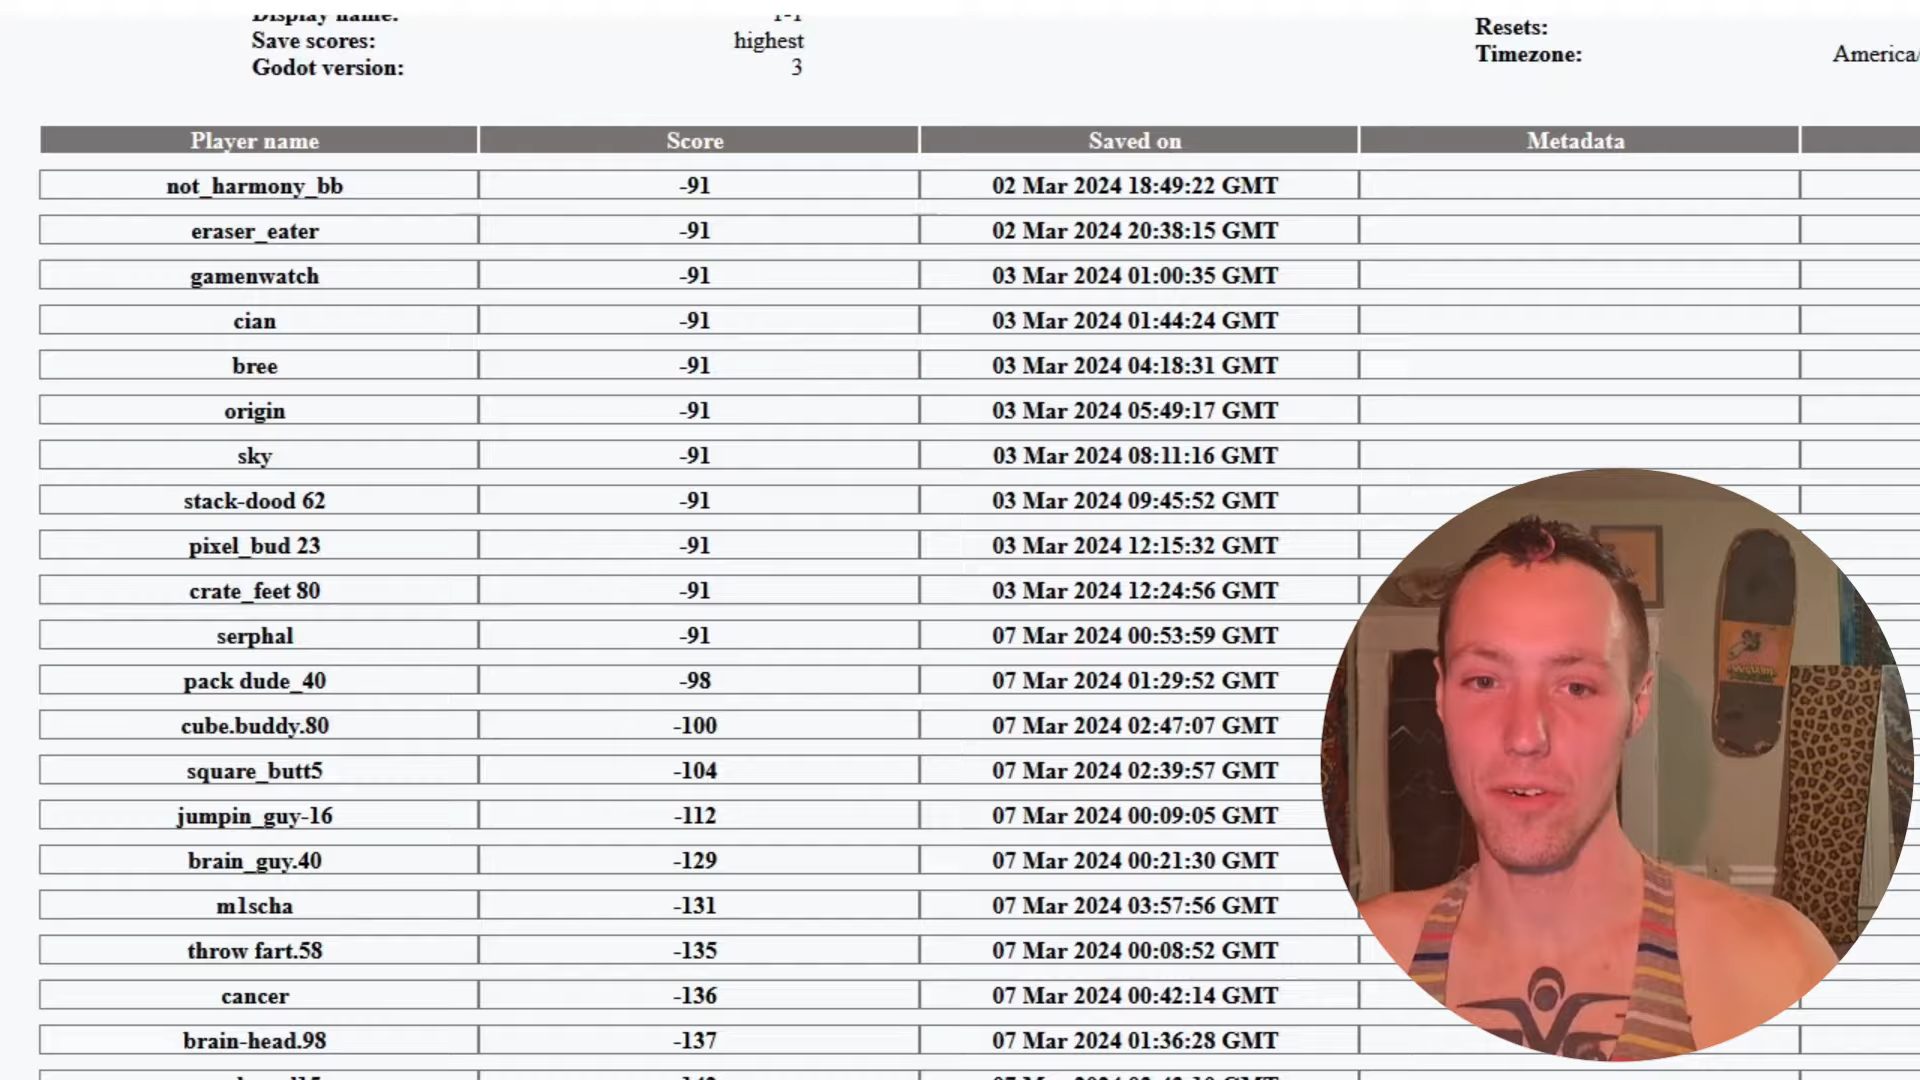 Display name: 1-1
Save scores: highest
Godot version: 3
Resets:
Timezone: America/
Player name Score Saved on Metadata
not_harmony_bb -91 02 Mar 2024 18:49:22 GMT
eraser_eater -91 02 Mar 2024 20:38:15 GMT
gamenwatch -91 03 Mar 2024 01:00:35 GMT
cian -91 03 Mar 2024 01:44:24 GMT
bree -91 03 Mar 2024 04:18:31 GMT
origin -91 03 Mar 2024 05:49:17 GMT
sky -91 03 Mar 2024 08:11:16 GMT
stack-dood 62 -91 03 Mar 2024 09:45:52 GMT
pixel_bud 23 -91 03 Mar 2024 12:15:32 GMT
crate_feet 80 -91 03 Mar 2024 12:24:56 GMT
serphal -91 07 Mar 2024 00:53:59 GMT
pack dude_40 -98 07 Mar 2024 01:29:52 GMT
cube.buddy.80 -100 07 Mar 2024 02:47:07 GMT
square_butt5 -104 07 Mar 2024 02:39:57 GMT
jumpin_guy-16 -112 07 Mar 2024 00:09:05 GMT
brain_guy.40 -129 07 Mar 2024 00:21:30 GMT
m1scha -131 07 Mar 2024 03:57:56 GMT
throw fart.58 -135 07 Mar 2024 00:08:52 GMT
cancer -136 07 Mar 2024 00:42:14 GMT
brain-head.98 -137 07 Mar 2024 01:36:28 GMT